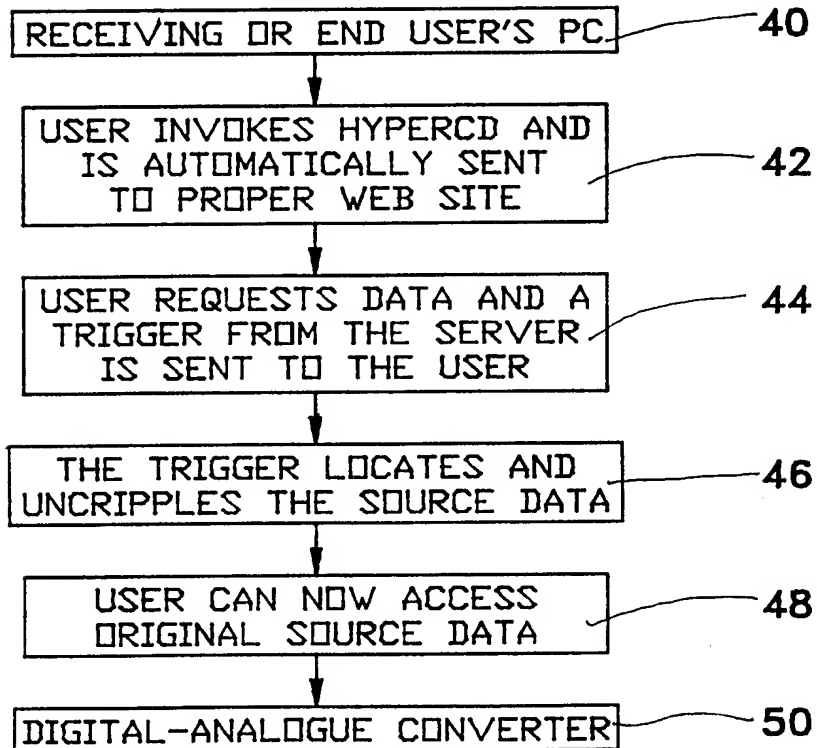 RECEIVING OR END USER'S PC
40
USER INVOKES HYPERCD AND
IS AUTOMATICALLY SENT
TO PROPER WEB SITE
42
USER REQUESTS DATA AND A
TRIGGER FROM THE SERVER
IS SENT TO THE USER
44
THE TRIGGER LOCATES AND
UNCRIPPLES THE SOURCE DATA
46
USER CAN NOW ACCESS
ORIGINAL SOURCE DATA
48
DIGITAL-ANALOGUE CONVERTER
50